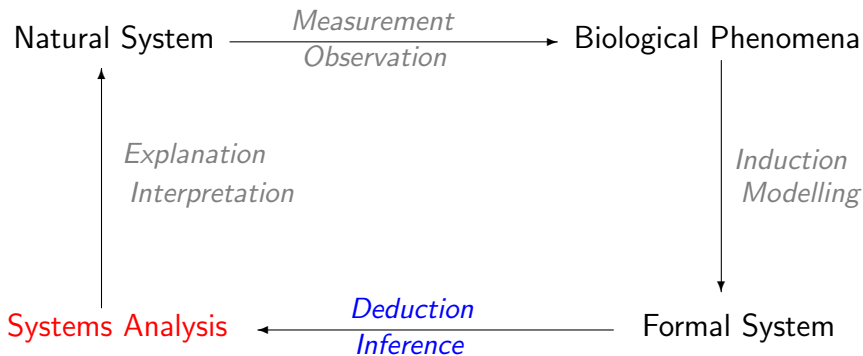 Natural System
Measurement
Observation
Biological Phenomena
Explanation
Interpretation
Induction
Modelling
Systems Analysis
Deduction
Inference
Formal System